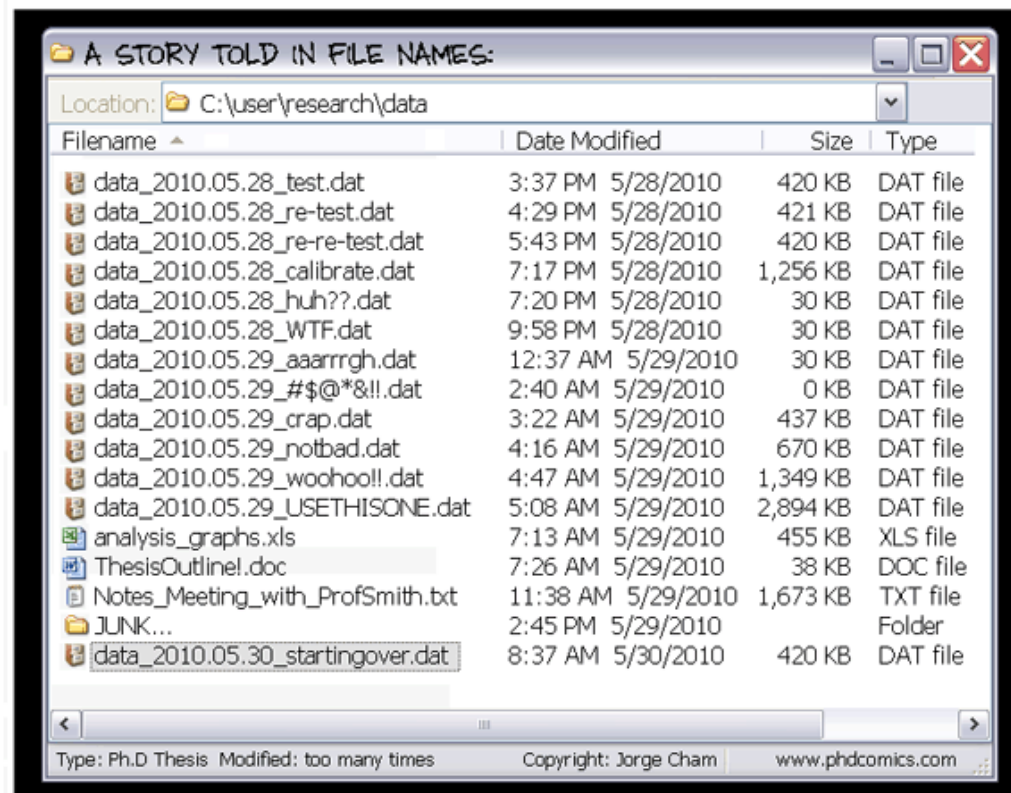 A STORY TOLD IN FILE NAMES:
Location: C:\user\research\data
Filename Date Modified Size Type
data_2010.05.28_test.dat 3:37 PM 5/28/2010 420 KB DAT file
data_2010.05.28_re-test.dat 4:29 PM 5/28/2010 421 KB DAT file
data_2010.05.28_re-re-test.dat 5:43 PM 5/28/2010 420 KB DAT file
data_2010.05.28_calibrate.dat 7:17 PM 5/28/2010 1,256 KB DAT file
data_2010.05.28_huh??.dat 7:20 PM 5/28/2010 30 KB DAT file
data_2010.05.28_WTF.dat 9:58 PM 5/28/2010 30 KB DAT file
data_2010.05.29_aaarrrgh.dat 12:37 AM 5/29/2010 30 KB DAT file
data_2010.05.29_#$@*&!!.dat 2:40 AM 5/29/2010 0 KB DAT file
data_2010.05.29_crap.dat 3:22 AM 5/29/2010 437 KB DAT file
data_2010.05.29_notbad.dat 4:16 AM 5/29/2010 670 KB DAT file
data_2010.05.29_woohoo!!.dat 4:47 AM 5/29/2010 1,349 KB DAT file
data_2010.05.29_USETHISONE.dat 5:08 AM 5/29/2010 2,894 KB DAT file
analysis_graphs.xls 7:13 AM 5/29/2010 455 KB XLS file
ThesisOutline!.doc 7:26 AM 5/29/2010 38 KB DOC file
Notes_Meeting_with_ProfSmith.txt 11:38 AM 5/29/2010 1,673 KB TXT file
JUNK... 2:45 PM 5/29/2010 Folder
data_2010.05.30_startingover.dat 8:37 AM 5/30/2010 420 KB DAT file
Type: Ph.D Thesis Modified: too many times Copyright: Jorge Cham www.phdcomics.com